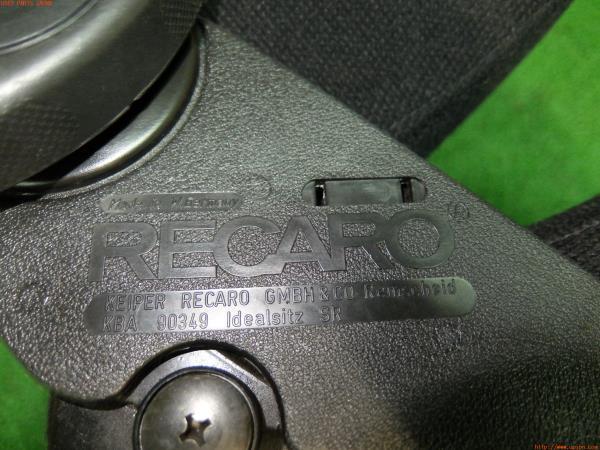 Made in W.Germany
RECARO®
KEIPER RECARO GMBH & CO Remscheid
KBA 90349 Idealsitz SR